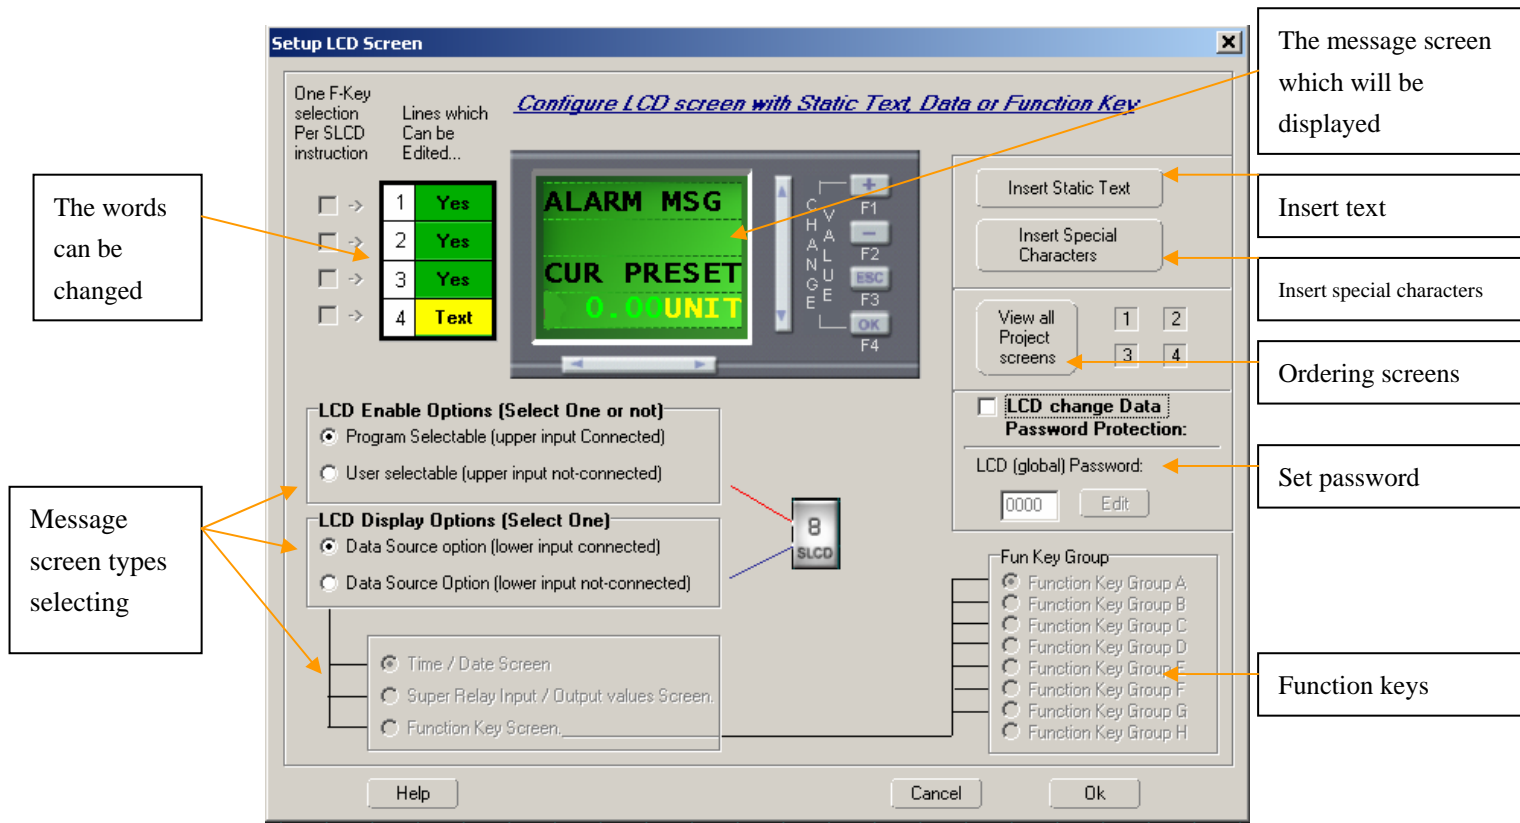 Setup LCD Screen
One F-Key
selection
Per SLCD
instruction
Lines which
Can be
Edited...
Configure LCD screen with Static Text, Data or Function Key
-> 1 Yes
-> 2 Yes
-> 3 Yes
-> 4 Text
ALARM MSG
CUR PRESET
0.00UNIT
CHANGE
VALUE
+
F1
-
F2
ESC
F3
OK
F4
Insert Static Text
Insert Special
Characters
View all
Project
screens
1 2
3 4
LCD change Data
Password Protection:
LCD (global) Password:
0000 Edit
LCD Enable Options (Select One or not)
Program Selectable (upper input Connected)
User selectable (upper input not-connected)
LCD Display Options (Select One)
Data Source option (lower input connected)
Data Source Option (lower input not-connected)
8
SLCD
Time / Date Screen
Super Relay Input / Output values Screen.
Function Key Screen.
Fun Key Group
Function Key Group A
Function Key Group B
Function Key Group C
Function Key Group D
Function Key Group E
Function Key Group F
Function Key Group G
Function Key Group H
Help
Cancel
Ok
The words
can be
changed
Message
screen types
selecting
The message screen
which will be
displayed
Insert text
Insert special characters
Ordering screens
Set password
Function keys